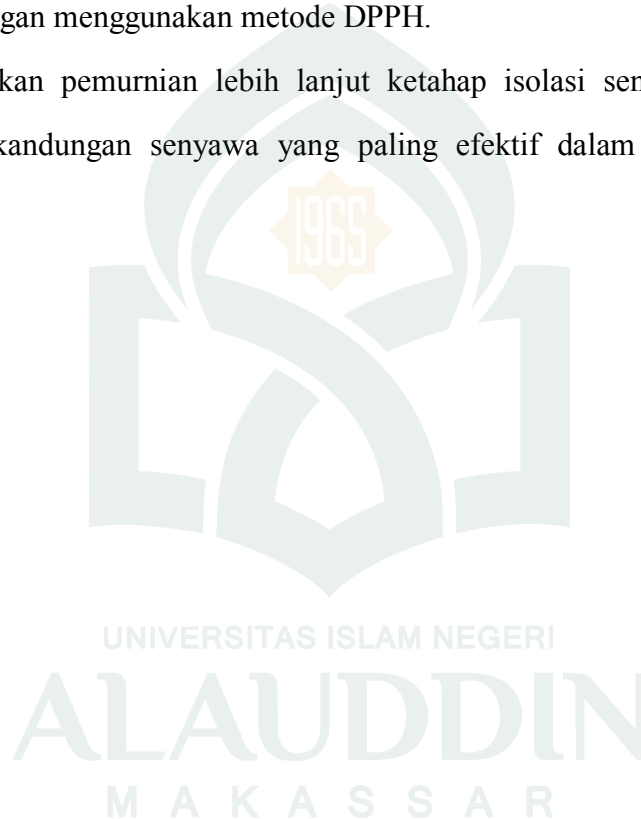 gan menggunakan metode DPPH.
kan pemurnian lebih lanjut ketahap isolasi
kandungan senyawa yang paling efektif dalam
1965
UNIVERSITAS ISLAM NEGERI
ALAUDDIN
MAKASSAR